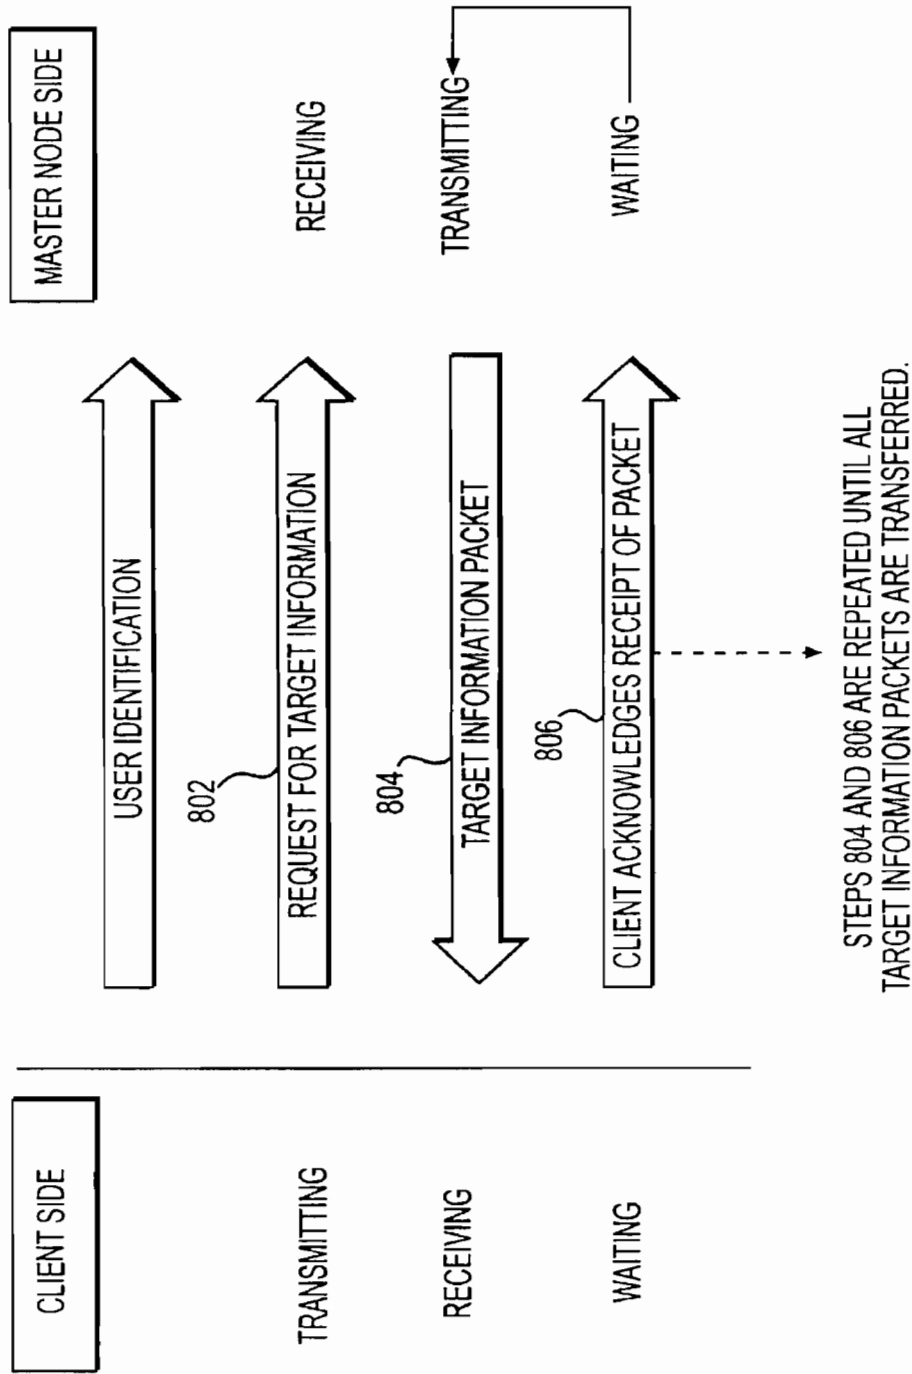 CLIENT SIDE
MASTER NODE SIDE
USER IDENTIFICATION
802
TRANSMITTING
REQUEST FOR TARGET INFORMATION
RECEIVING
804
RECEIVING
TARGET INFORMATION PACKET
TRANSMITTING
806
WAITING
CLIENT ACKNOWLEDGES RECEIPT OF PACKET
WAITING
STEPS 804 AND 806 ARE REPEATED UNTIL ALL
TARGET INFORMATION PACKETS ARE TRANSFERRED.